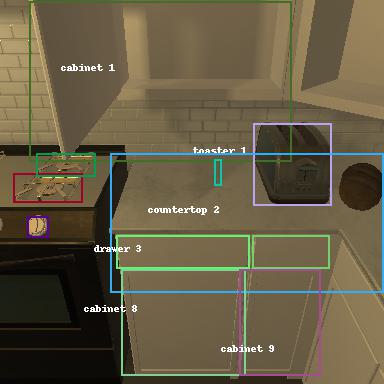 cabinet 1
toaster 1
countertop 2
drawer 3
cabinet 8
cabinet 9